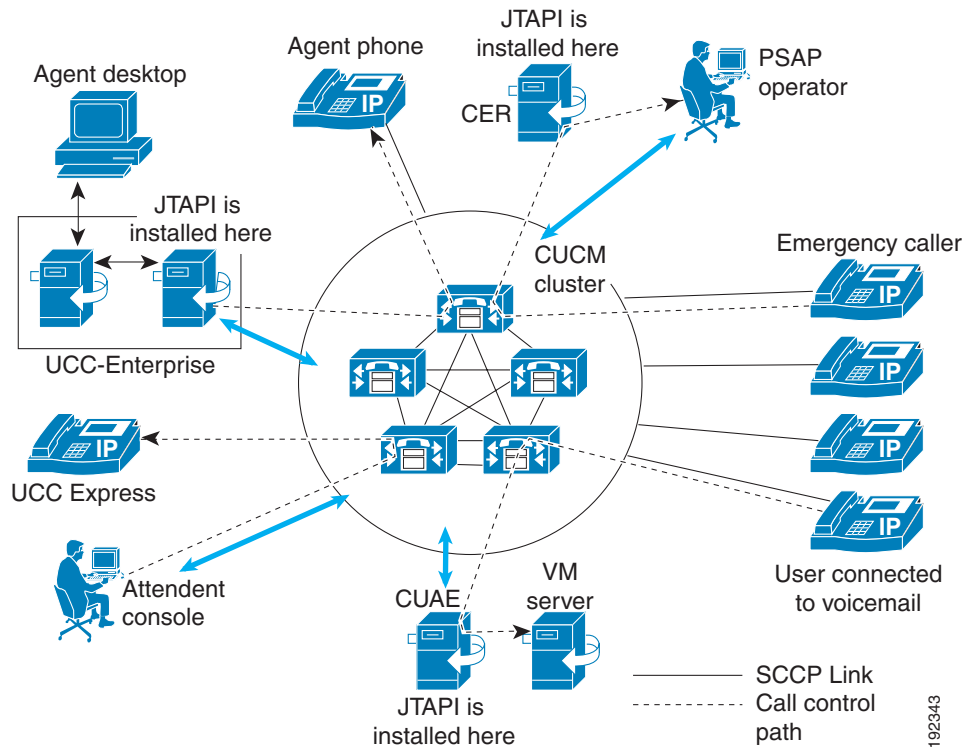 JTAPI is
installed here
Agent phone
IP
CER
PSAP
operator
Agent desktop
JTAPI is
installed here
UCC-Enterprise
CUCM
cluster
Emergency caller
IP
IP
IP
IP
User connected
to voicemail
IP
UCC Express
Attendent
console
CUAE
VM
server
JTAPI is
installed here
SCCP Link
Call control
path
192343